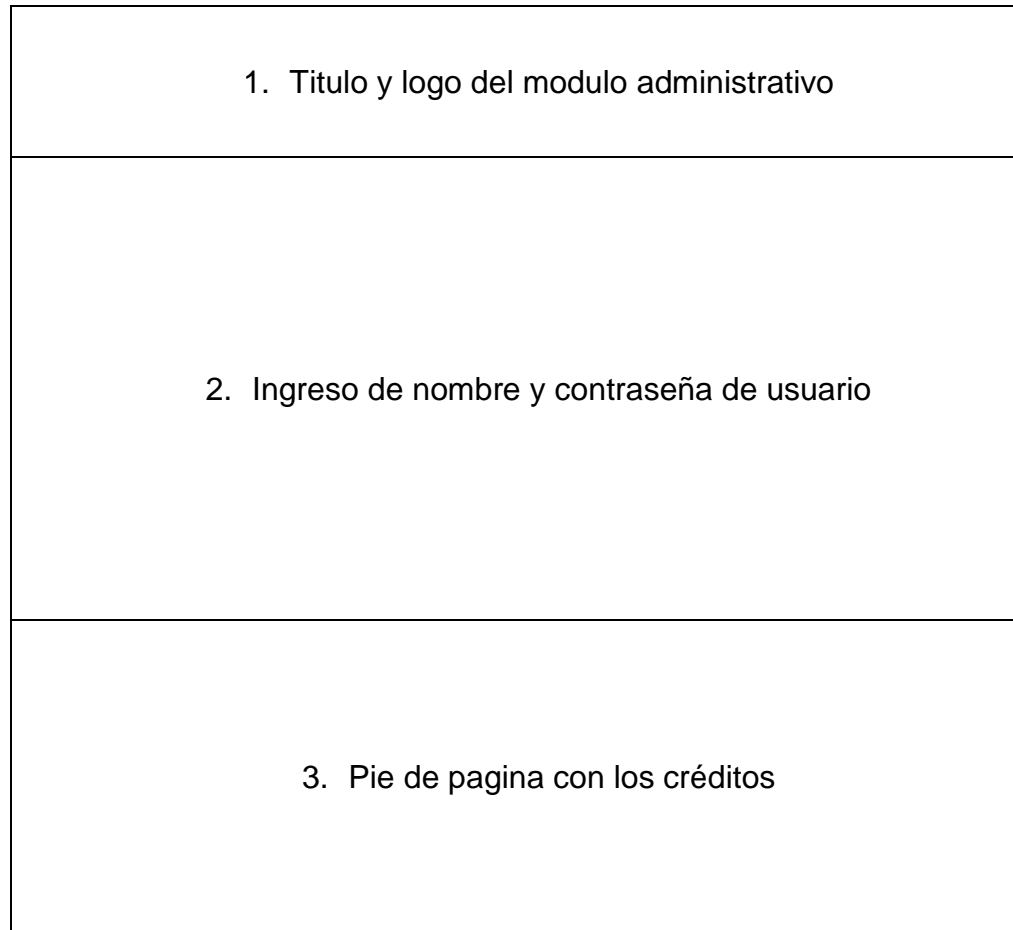 1. Titulo y logo del modulo administrativo
2. Ingreso de nombre y contraseña de usuario
3. Pie de pagina con los créditos